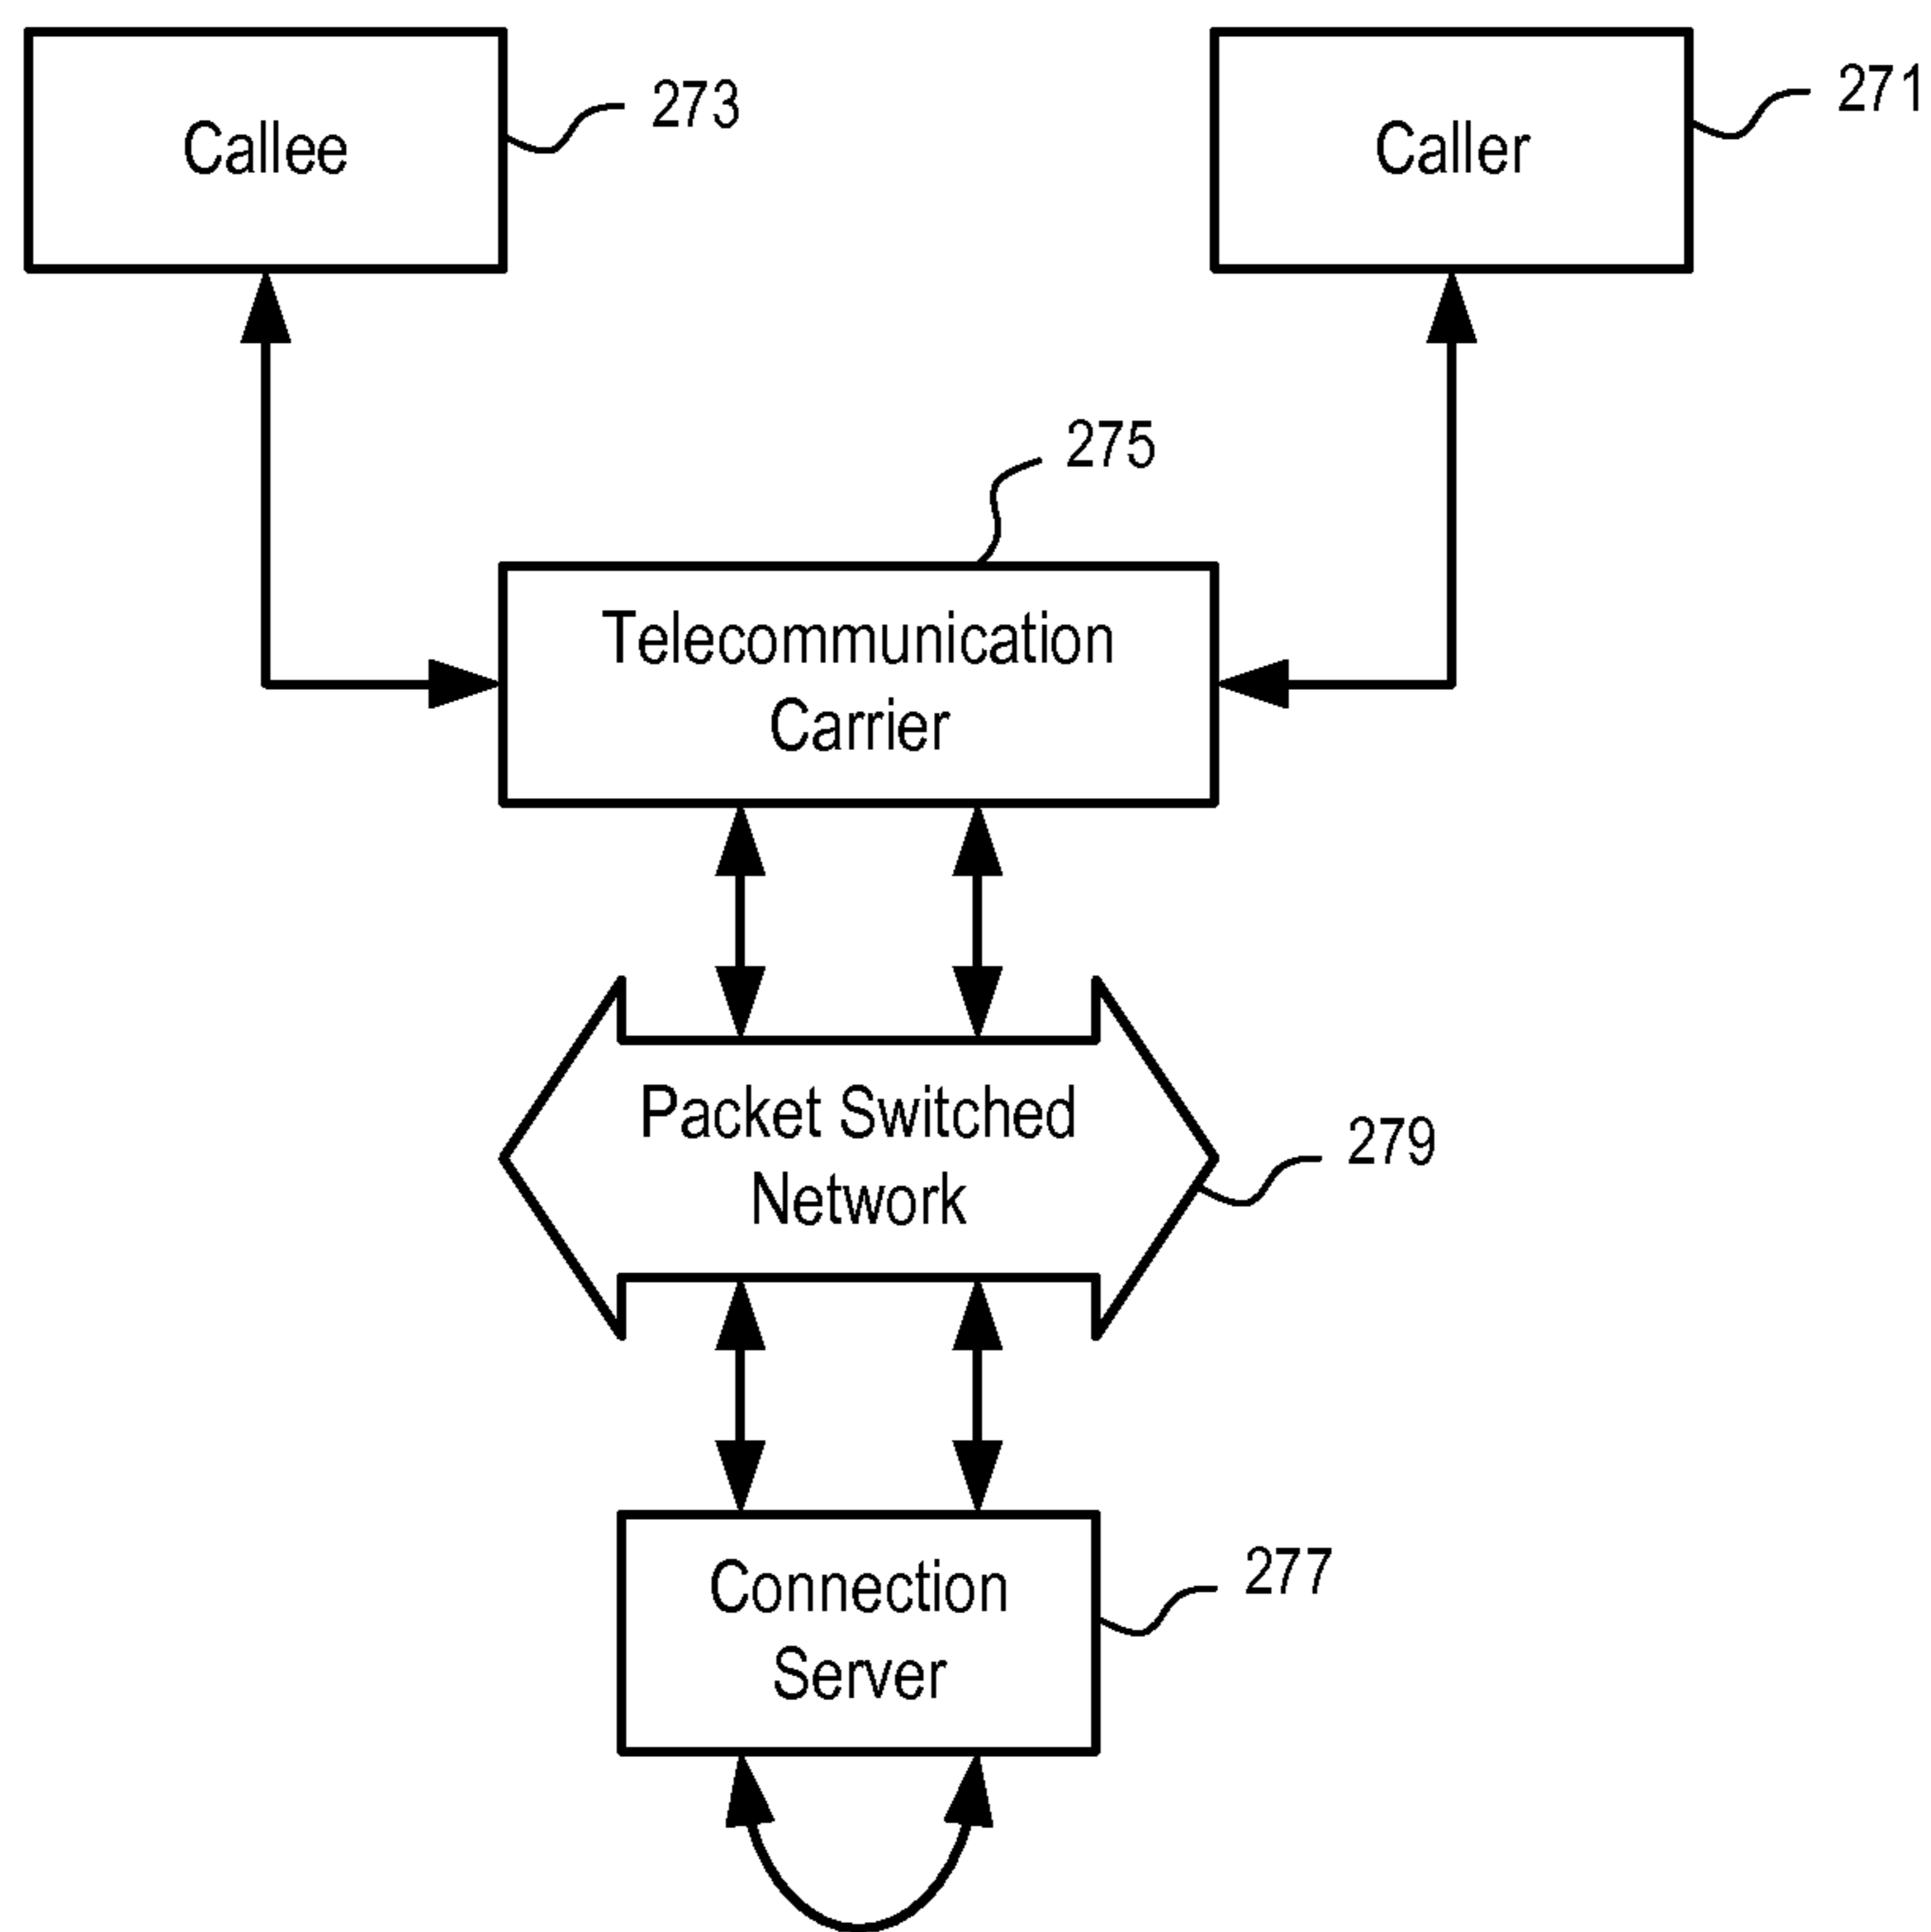 Callee
273
Caller
271
275
Telecommunication
Carrier
Packet Switched
Network
279
Connection
Server
277